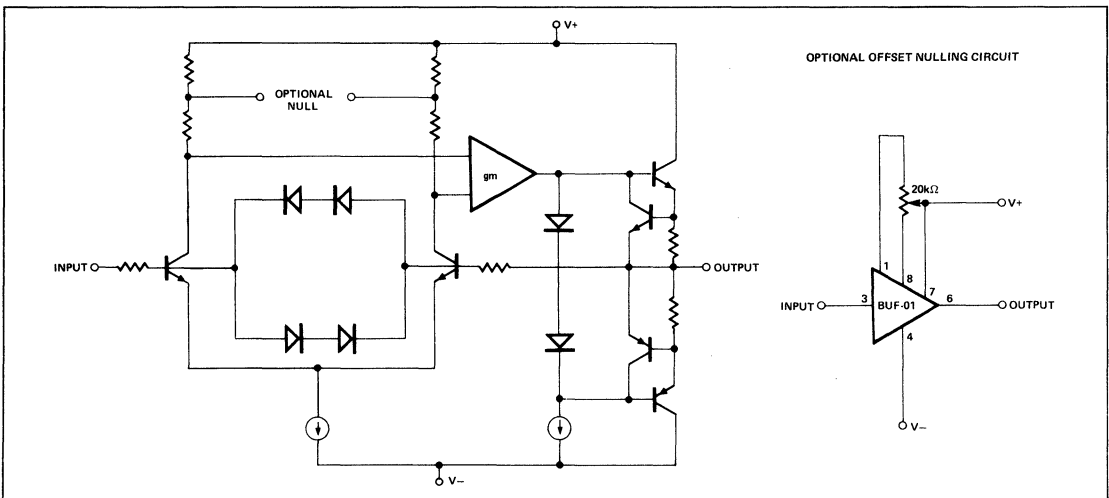 V+
OPTIONAL
NULL
gm
INPUT
OUTPUT
V−
OPTIONAL OFFSET NULLING CIRCUIT
20kΩ
V+
1
8
7
INPUT
3
BUF-01
6
OUTPUT
4
V−